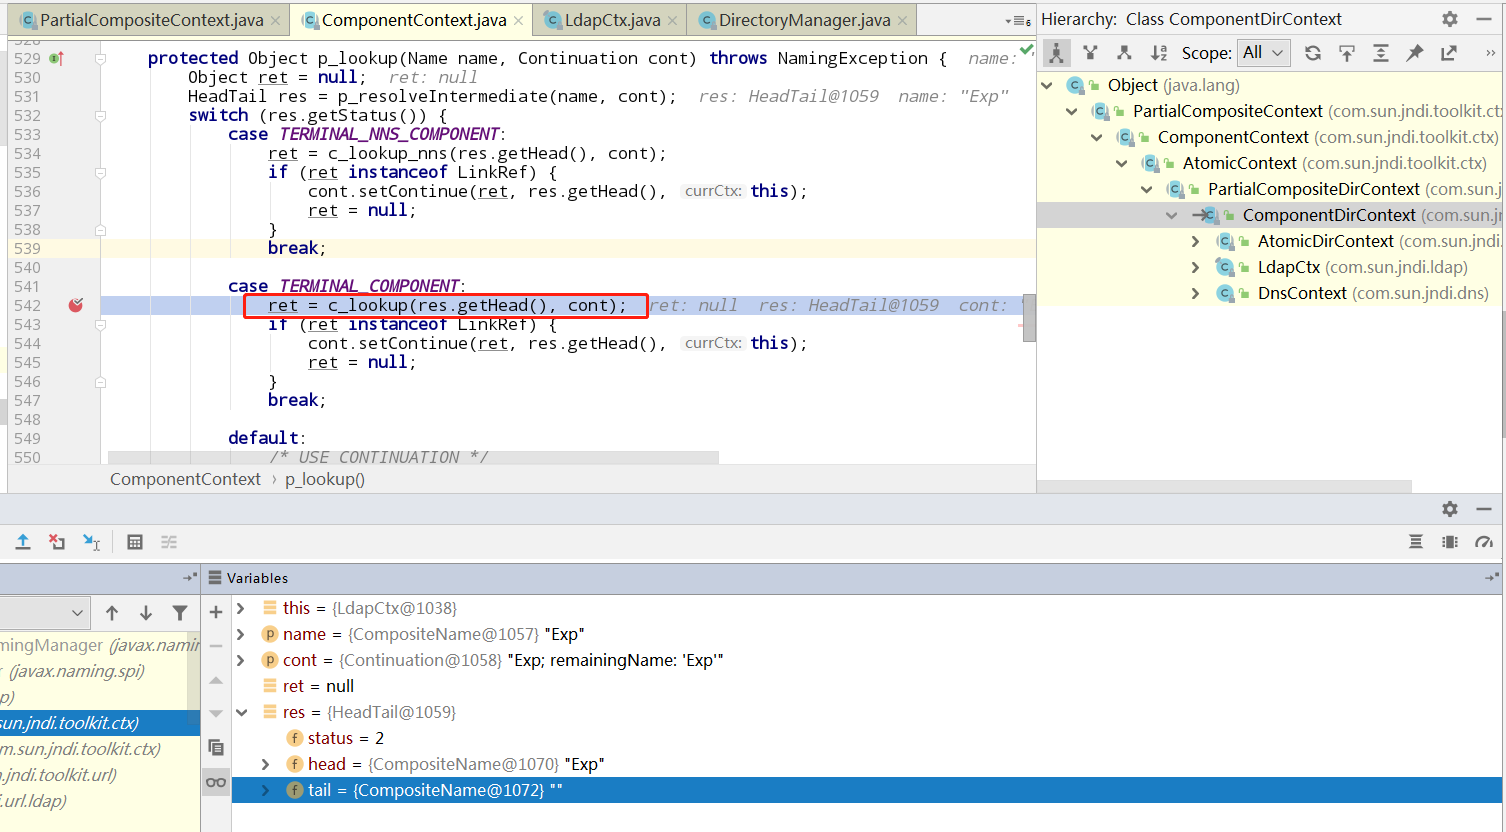 PartialCompositeContext.java
ComponentContext.java
LdapCtx.java
DirectoryManager.java
6
Hierarchy: Class ComponentDirContext
Scope: All
529 protected Object p_lookup(Name name, Continuation cont) throws NamingException { name:
530 Object ret = null; ret: null
531 HeadTail res = p_resolveIntermediate(name, cont); res: HeadTail@1059 name: "Exp"
532 switch (res.getStatus()) {
533 case TERMINAL_NNS_COMPONENT:
534 ret = c_lookup_nns(res.getHead(), cont);
535 if (ret instanceof LinkRef) {
536 cont.setContinue(ret, res.getHead(), currCtx: this);
537 ret = null;
538 }
539 break;
540
541 case TERMINAL_COMPONENT:
542 ret = c_lookup(res.getHead(), cont); ret: null res: HeadTail@1059 cont:
543 if (ret instanceof LinkRef) {
544 cont.setContinue(ret, res.getHead(), currCtx: this);
545 ret = null;
546 }
547 break;
548
549 default:
550 /* USE CONTINUATION */
ComponentContext › p_lookup()
Object (java.lang)
PartialCompositeContext (com.sun.jndi.toolkit.ctx
ComponentContext (com.sun.jndi.toolkit.ctx)
AtomicContext (com.sun.jndi.toolkit.ctx)
PartialCompositeDirContext (com.sun.j
ComponentDirContext (com.sun.jn
AtomicDirContext (com.sun.jndi.
LdapCtx (com.sun.jndi.ldap)
DnsContext (com.sun.jndi.dns)
Variables
mingManager (javax.namin
r (javax.naming.spi)
p)
sun.jndi.toolkit.ctx)
m.sun.jndi.toolkit.ctx)
n.jndi.toolkit.url)
i.url.ldap)
this = {LdapCtx@1038}
name = {CompositeName@1057} "Exp"
cont = {Continuation@1058} "Exp; remainingName: 'Exp'"
ret = null
res = {HeadTail@1059}
status = 2
head = {CompositeName@1070} "Exp"
tail = {CompositeName@1072} ""